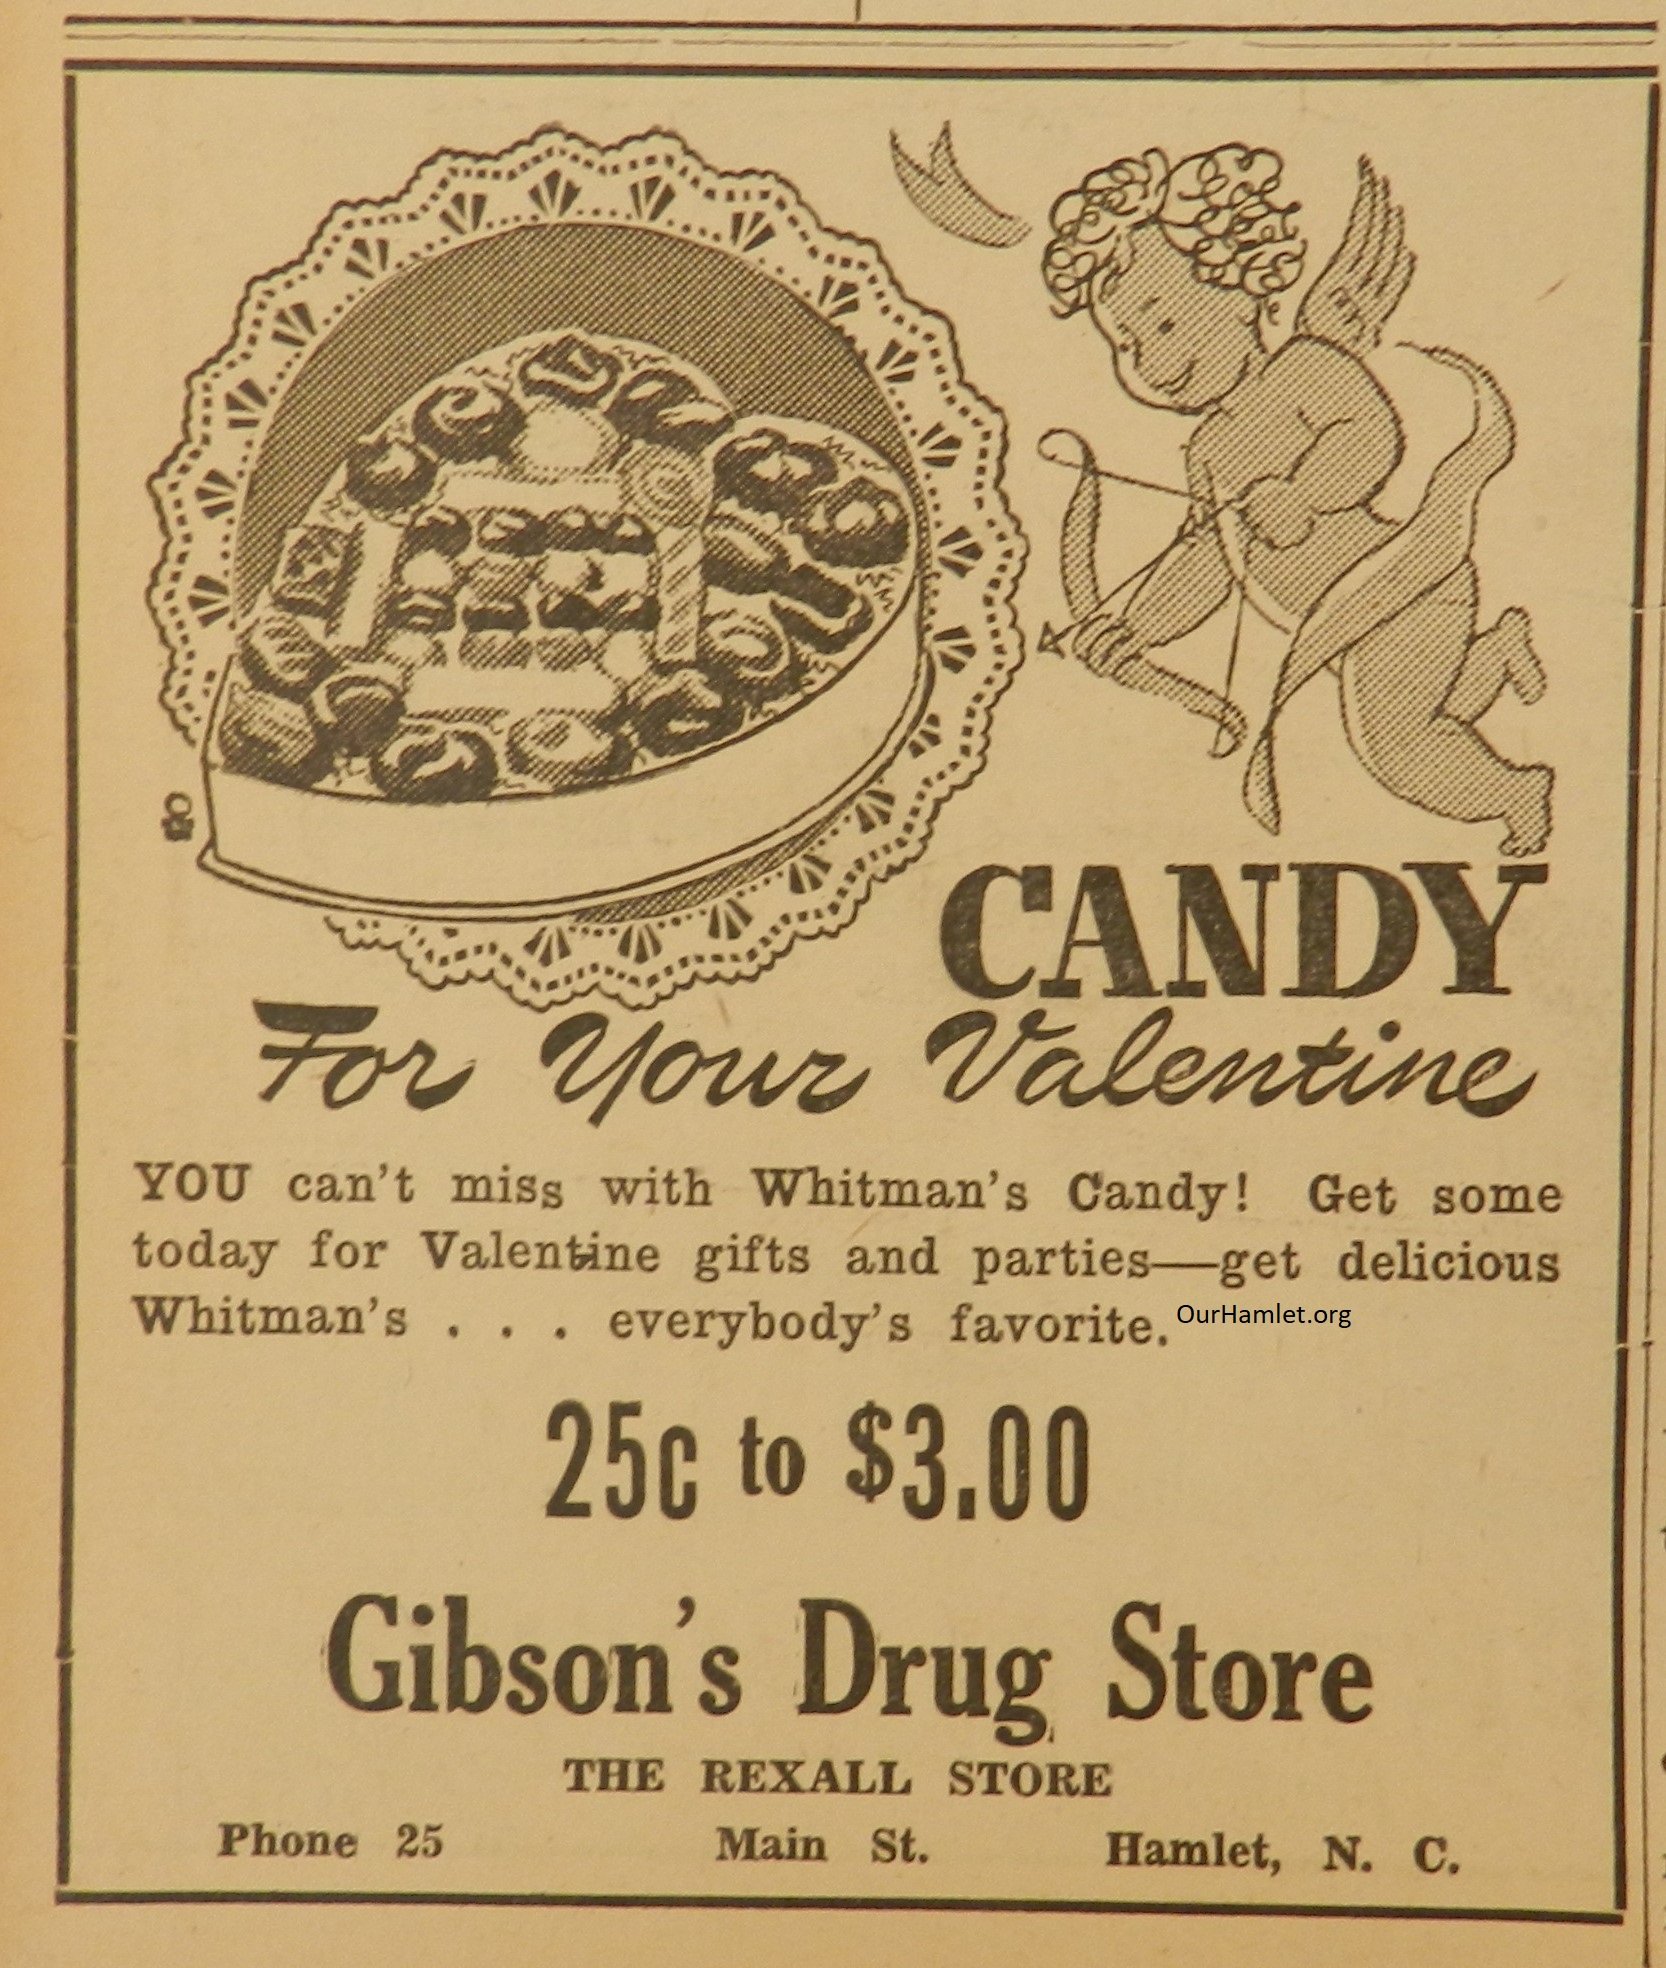 CANDY
For Your Valentine
YOU can't miss with Whitman's Candy! Get some
today for Valentine gifts and parties—get delicious
Whitman's . . . everybody's favorite.
OurHamlet.org
25c to $3.00
Gibson's Drug Store
THE REXALL STORE
Phone 25 Main St. Hamlet, N. C.